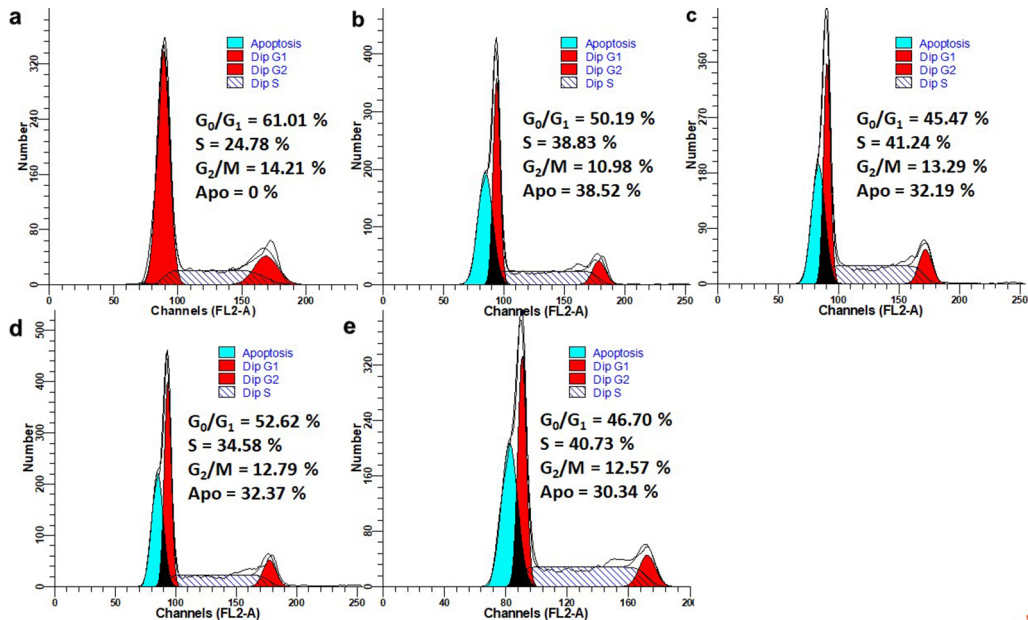 a
Number
320
240
160
80
0
Apoptosis
Dip G1
Dip G2
Dip S
G₀/G₁ = 61.01 %
S = 24.78 %
G₂/M = 14.21 %
Apo = 0 %
0 50 100 150 200
Channels (FL2-A)
b
Number
400
300
200
100
0
Apoptosis
Dip G1
Dip G2
Dip S
G₀/G₁ = 50.19 %
S = 38.83 %
G₂/M = 10.98 %
Apo = 38.52 %
0 50 100 150 200 250
Channels (FL2-A)
c
Number
360
270
180
90
0
Apoptosis
Dip G1
Dip G2
Dip S
G₀/G₁ = 45.47 %
S = 41.24 %
G₂/M = 13.29 %
Apo = 32.19 %
0 50 100 150 200 250
Channels (FL2-A)
d
Number
500
400
300
200
100
0
Apoptosis
Dip G1
Dip G2
Dip S
G₀/G₁ = 52.62 %
S = 34.58 %
G₂/M = 12.79 %
Apo = 32.37 %
0 50 100 150 200 250
Channels (FL2-A)
e
Number
320
240
160
80
0
Apoptosis
Dip G1
Dip G2
Dip S
G₀/G₁ = 46.70 %
S = 40.73 %
G₂/M = 12.57 %
Apo = 30.34 %
0 40 80 120 160 200
Channels (FL2-A)